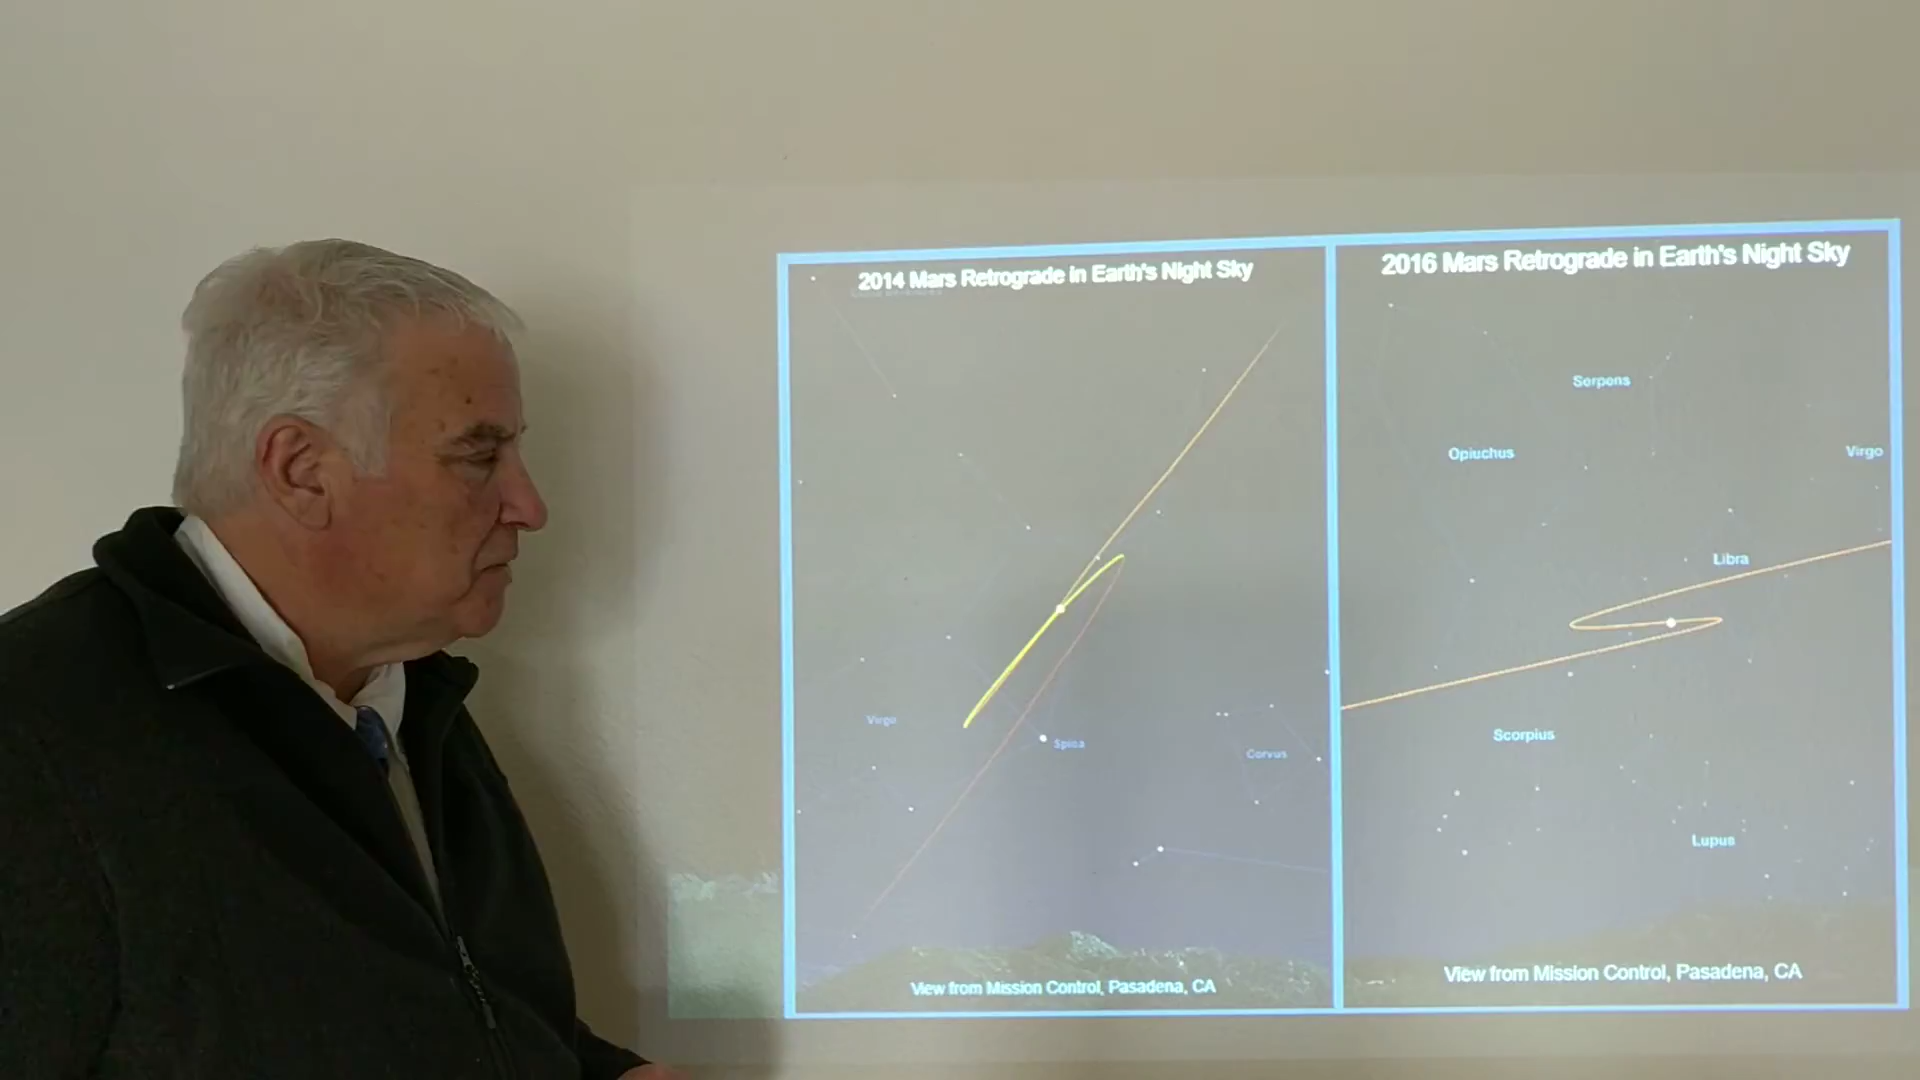 2014 Mars Retrograde in Earth's Night Sky
Virgo
Spica
Corvus
View from Mission Control, Pasadena, CA
2016 Mars Retrograde in Earth's Night Sky
Serpens
Opiuchus
Virgo
Libra
Scorpius
Lupus
View from Mission Control, Pasadena, CA